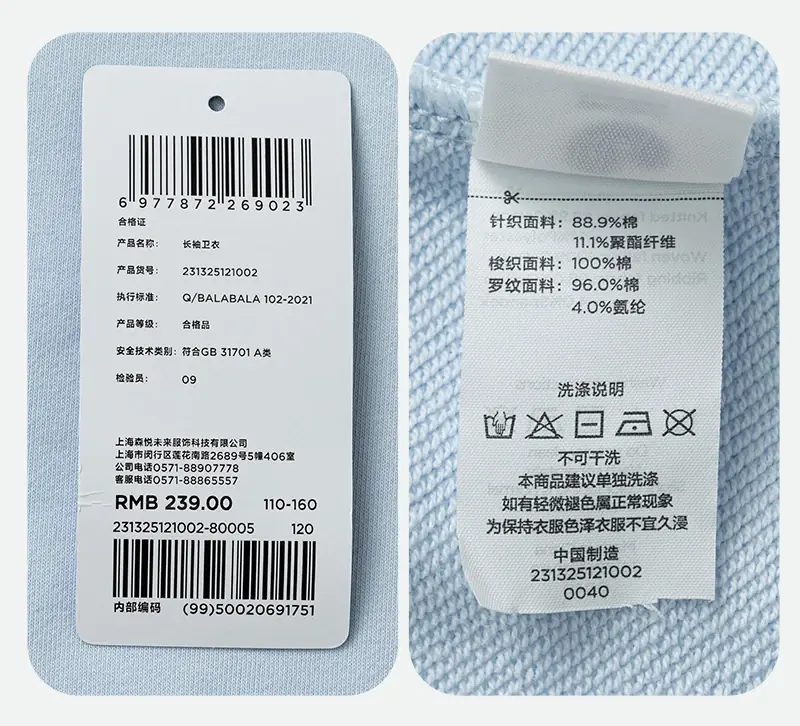 6 977872 269023
合格证
产品名称: 长袖卫衣
产品货号: 231325121002
执行标准: Q/BALABALA 102-2021
产品等级: 合格品
安全技术类别: 符合GB 31701 A类
检验员: 09
上海森悦未来服饰科技有限公司
上海市闵行区莲花南路2689号5幢406室
公司电话0571-88907778
客服电话0571-88865557
RMB 239.00 110-160
231325121002-80005 120
内部编码 (99)50020691751
针织面料: 88.9%棉
11.1%聚酯纤维
梭织面料: 100%棉
罗纹面料: 96.0%棉
4.0%氨纶
洗涤说明
不可干洗
本商品建议单独洗涤
如有轻微褪色属正常现象
为保持衣服色泽衣服不宜久浸
中国制造
231325121002
0040